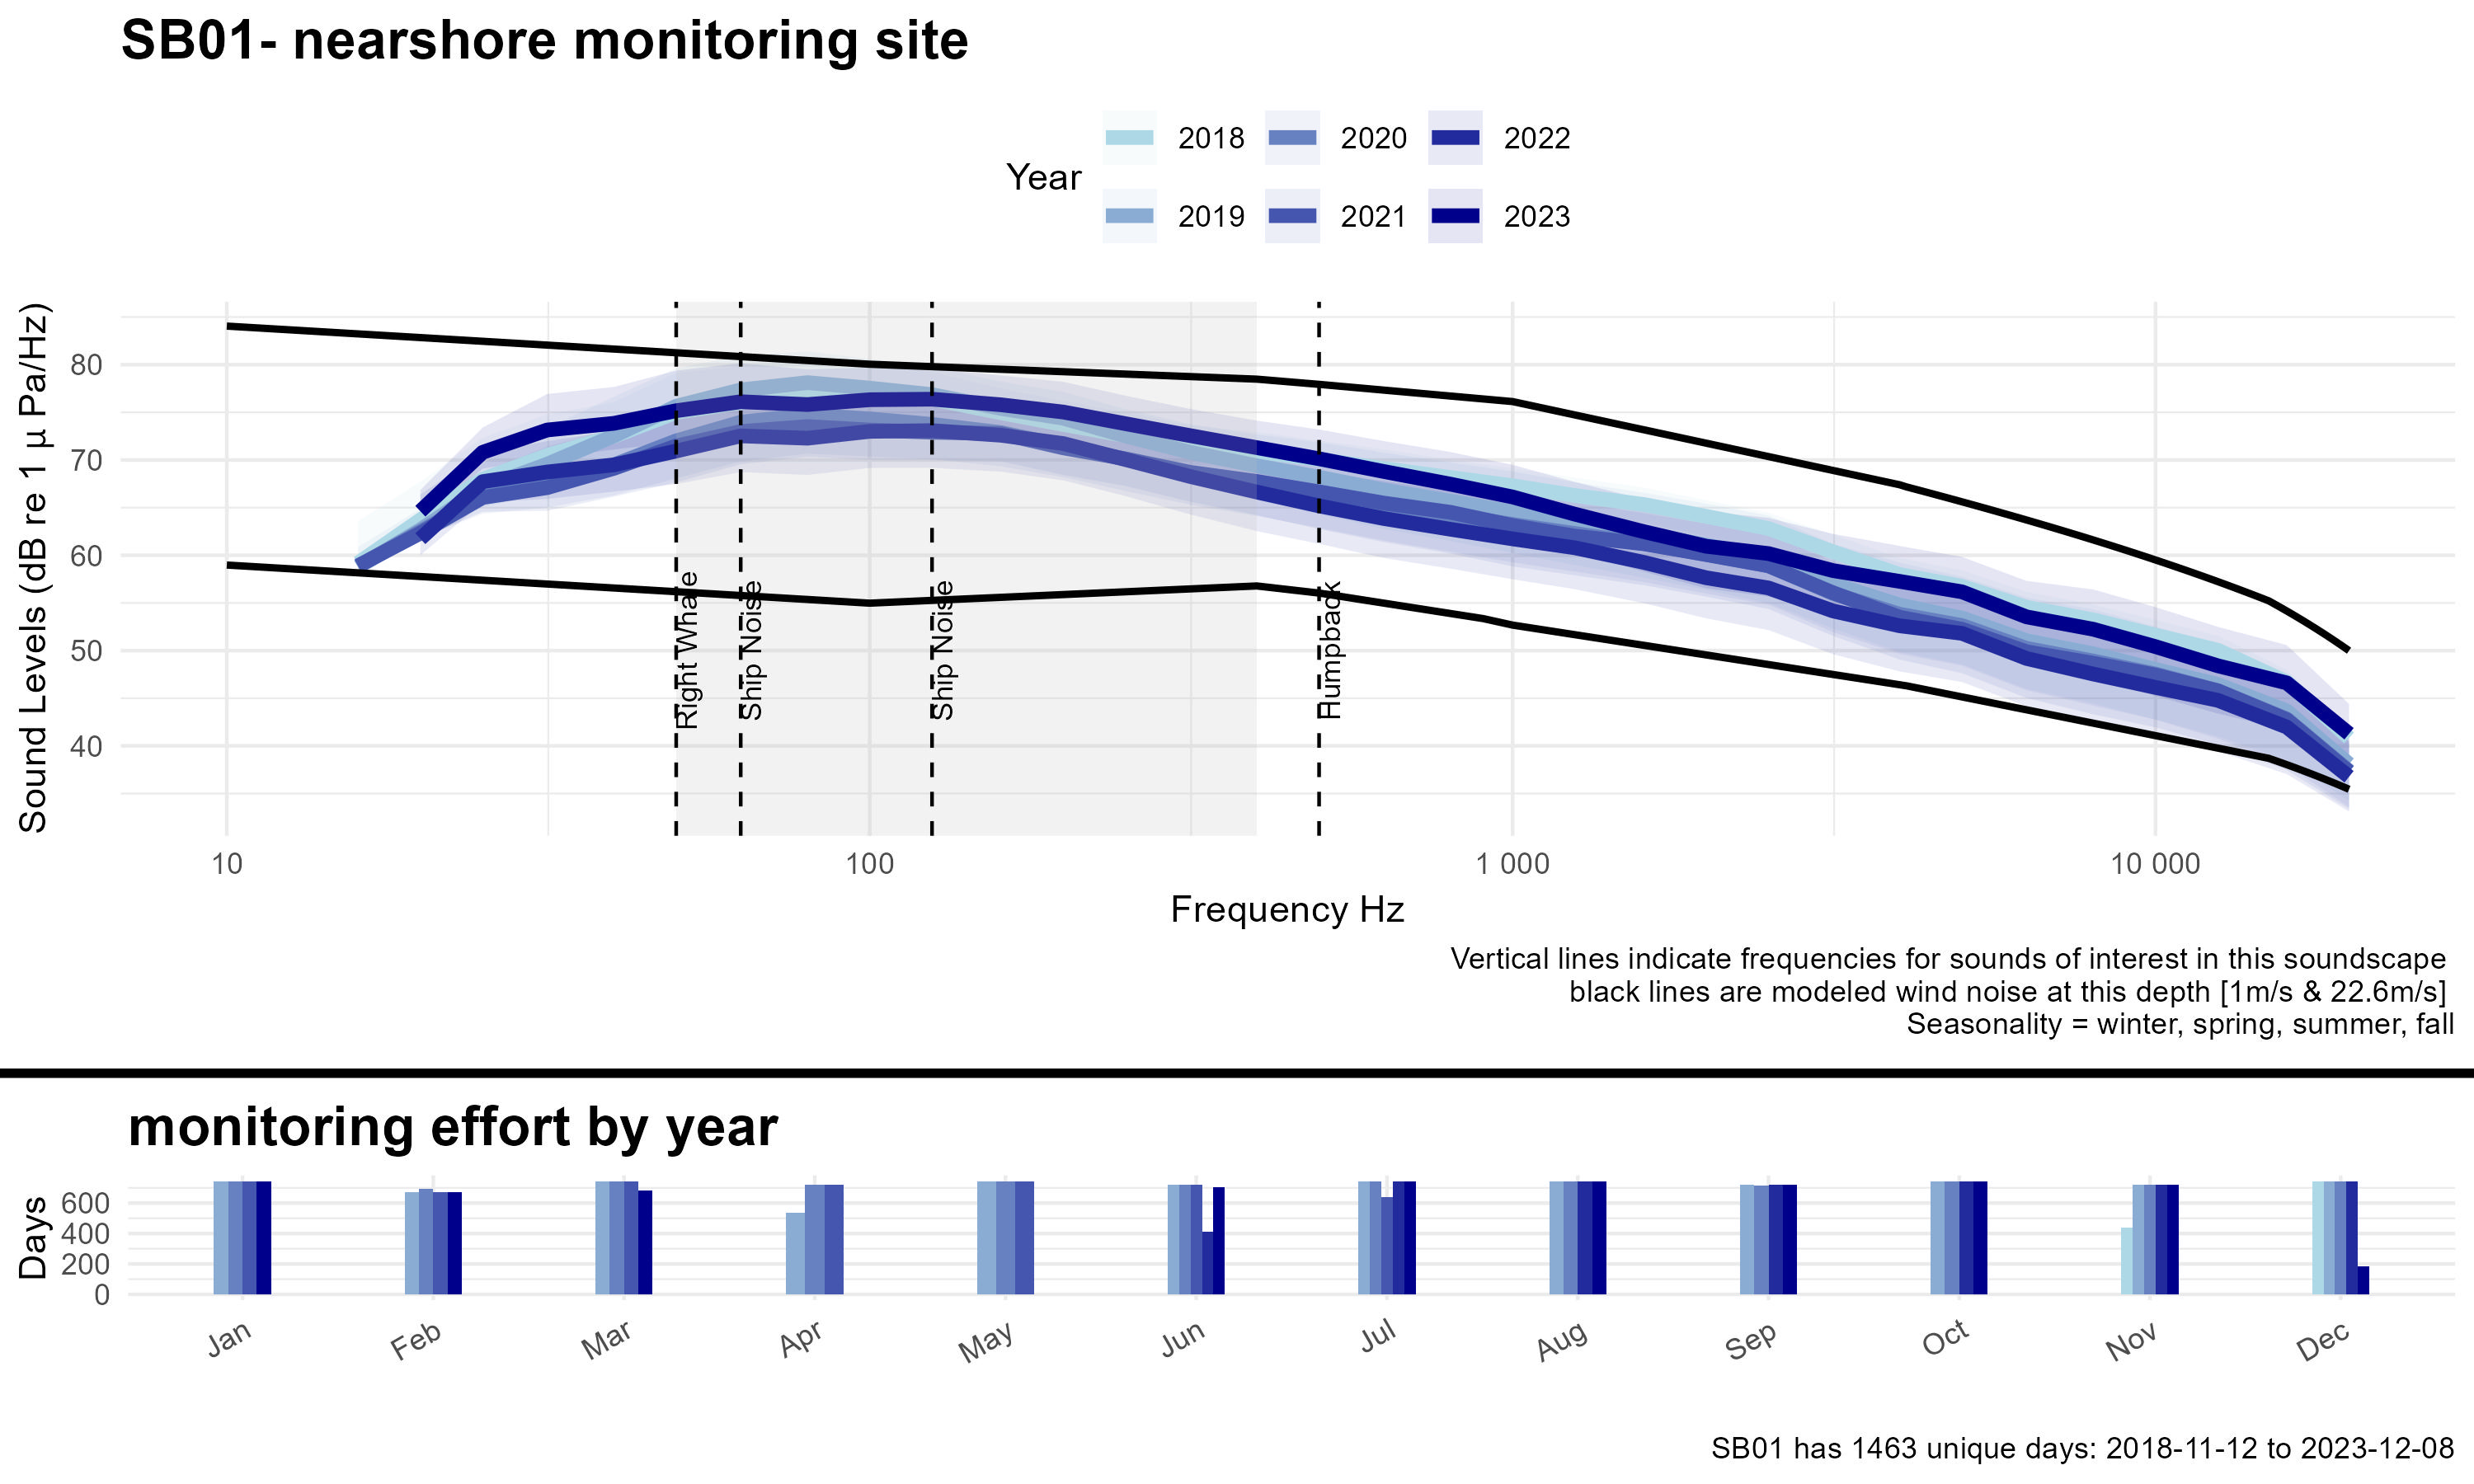 SB01- nearshore monitoring site
Year
2018
2020
2022
2019
2021
2023
Sound Levels (dB re 1 µ Pa/Hz)
80
70
60
50
40
Right Whale
Ship Noise
Ship Noise
Humpback
10
100
1 000
10 000
Frequency Hz
Vertical lines indicate frequencies for sounds of interest in this soundscape
black lines are modeled wind noise at this depth [1m/s & 22.6m/s]
Seasonality = winter, spring, summer, fall
monitoring effort by year
Days
600
400
200
0
Jan
Feb
Mar
Apr
May
Jun
Jul
Aug
Sep
Oct
Nov
Dec
SB01 has 1463 unique days: 2018-11-12 to 2023-12-08